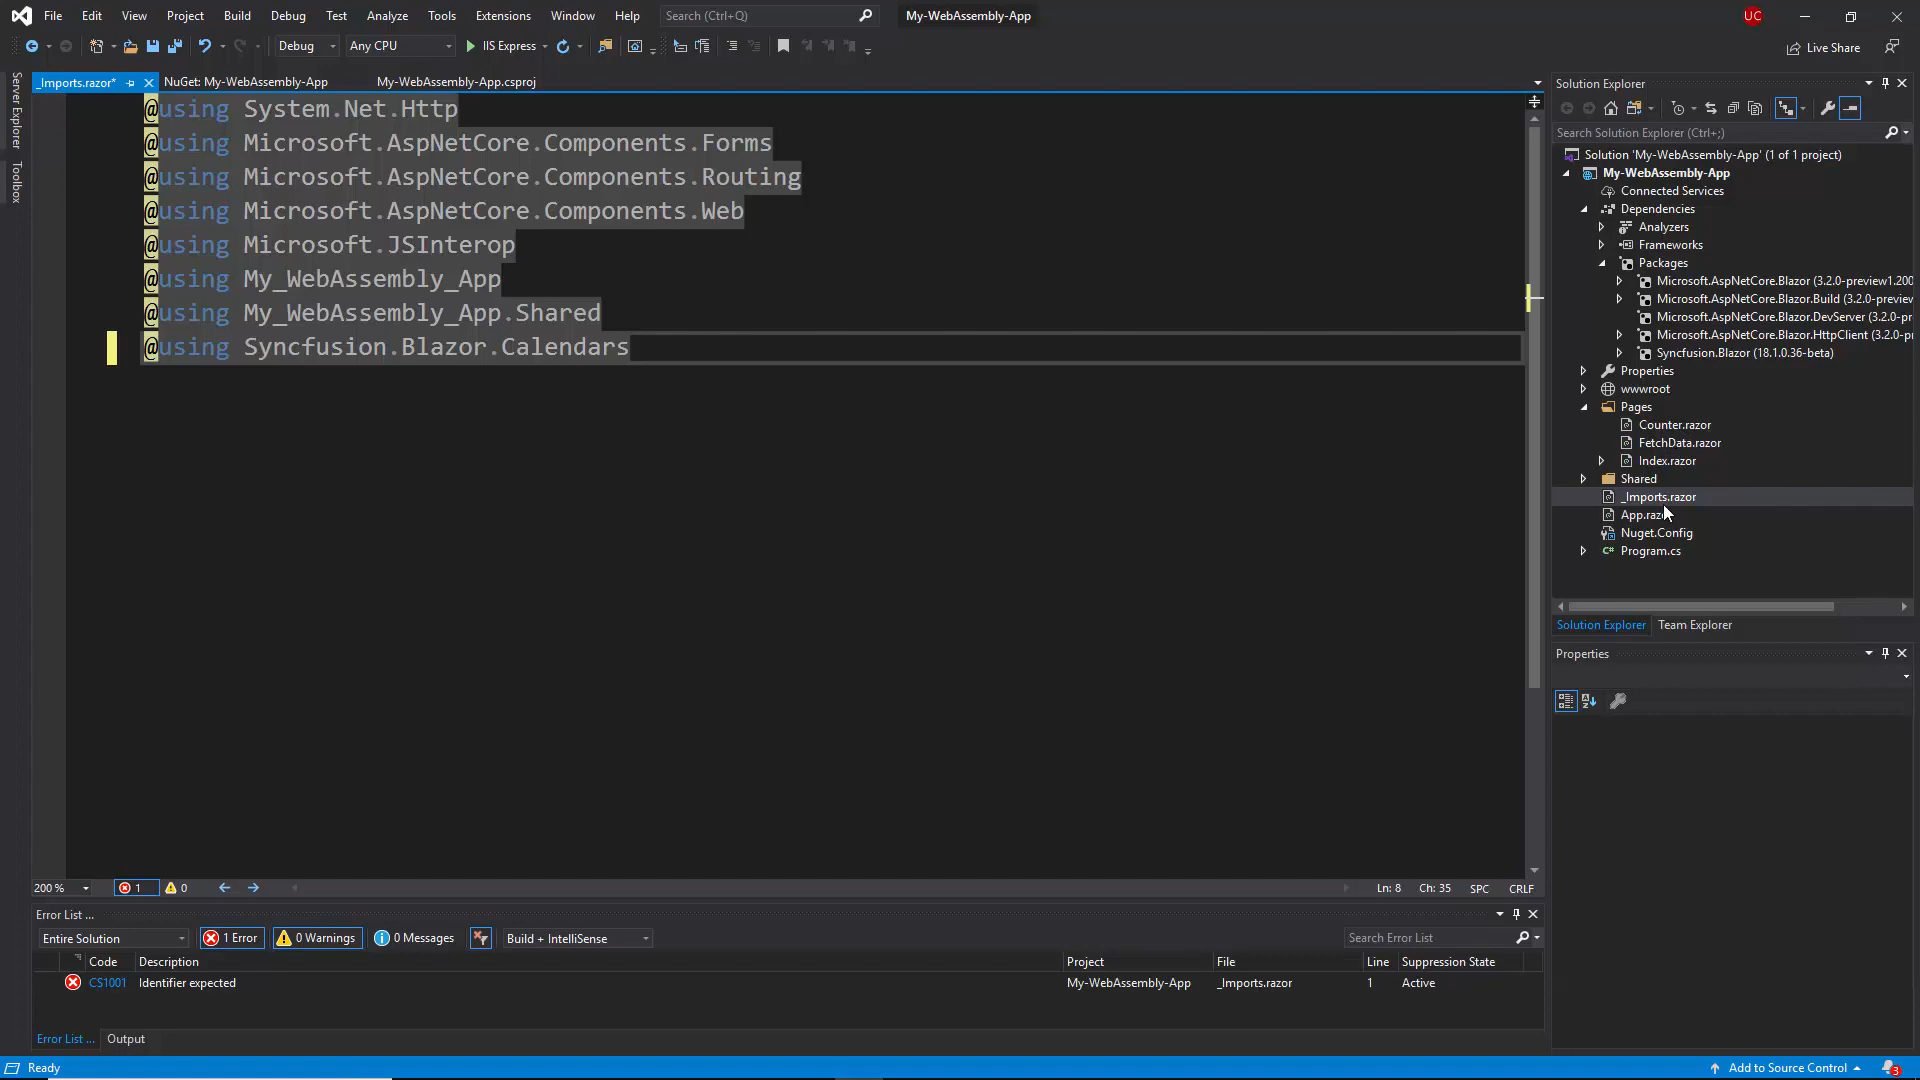 File Edit View Project Build Debug Test Analyze Tools Extensions Window Help Search (Ctrl+Q) My-WebAssembly-App UC
Debug Any CPU IIS Express Live Share
Server Explorer
Toolbox
_Imports.razor* NuGet: My-WebAssembly-App My-WebAssembly-App.csproj
@using System.Net.Http
@using Microsoft.AspNetCore.Components.Forms
@using Microsoft.AspNetCore.Components.Routing
@using Microsoft.AspNetCore.Components.Web
@using Microsoft.JSInterop
@using My_WebAssembly_App
@using My_WebAssembly_App.Shared
@using Syncfusion.Blazor.Calendars
200 % 1 0 Ln: 8 Ch: 35 SPC CRLF
Error List ...
Entire Solution 1 Error 0 Warnings 0 Messages Build + IntelliSense Search Error List
Code Description Project File Line Suppression State
CS1001 Identifier expected My-WebAssembly-App _Imports.razor 1 Active
Error List ... Output
Solution Explorer
Search Solution Explorer (Ctrl+;)
Solution 'My-WebAssembly-App' (1 of 1 project)
My-WebAssembly-App
Connected Services
Dependencies
Analyzers
Frameworks
Packages
Microsoft.AspNetCore.Blazor (3.2.0-preview1.200
Microsoft.AspNetCore.Blazor.Build (3.2.0-preview
Microsoft.AspNetCore.Blazor.DevServer (3.2.0-pr
Microsoft.AspNetCore.Blazor.HttpClient (3.2.0-pr
Syncfusion.Blazor (18.1.0.36-beta)
Properties
wwwroot
Pages
Counter.razor
FetchData.razor
Index.razor
Shared
_Imports.razor
App.razor
Nuget.Config
C# Program.cs
Solution Explorer Team Explorer
Properties
Ready Add to Source Control 3